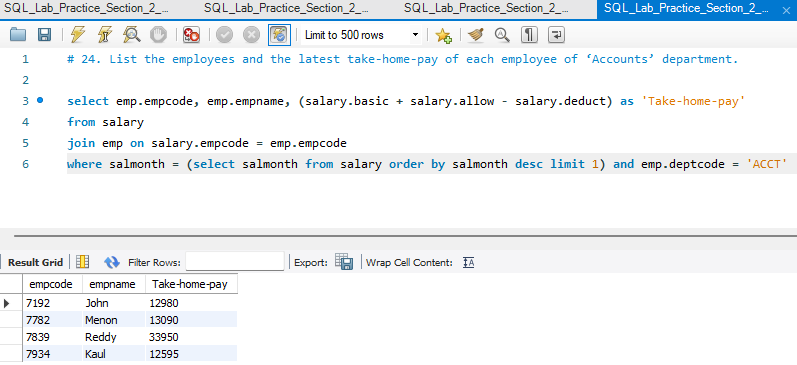 SQL_Lab_Practice_Section_2_... SQL_Lab_Practice_Section_2_... SQL_Lab_Practice_Section_2_... SQL_Lab_Practice_Section_2_...
Limit to 500 rows
1 # 24. List the employees and the latest take-home-pay of each employee of ‘Accounts’ department.
2
3 select emp.empcode, emp.empname, (salary.basic + salary.allow - salary.deduct) as 'Take-home-pay'
4 from salary
5 join emp on salary.empcode = emp.empcode
6 where salmonth = (select salmonth from salary order by salmonth desc limit 1) and emp.deptcode = 'ACCT'
Result Grid Filter Rows: Export: Wrap Cell Content:
empcode empname Take-home-pay
7192 John 12980
7782 Menon 13090
7839 Reddy 33950
7934 Kaul 12595